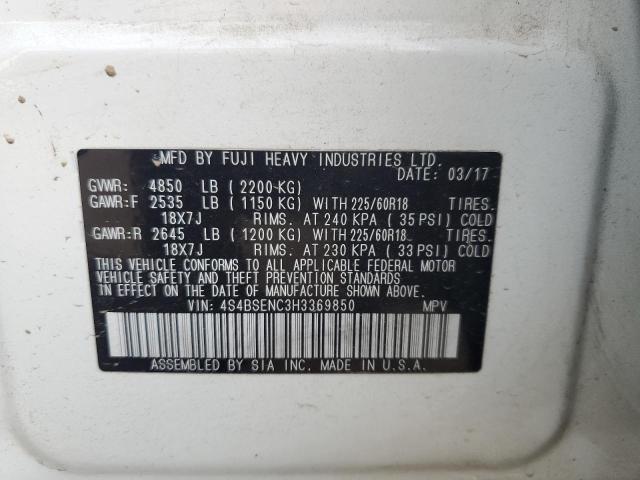 MFD BY FUJI HEAVY INDUSTRIES LTD.
DATE: 03/17
GVWR: 4850 LB (2200 KG)
GAWR:F 2535 LB (1150 KG) WITH 225/60R18 TIRES.
18X7J RIMS. AT 240 KPA (35 PSI) COLD
GAWR:R 2645 LB (1200 KG) WITH 225/60R18 TIRES.
18X7J RIMS. AT 230 KPA (33 PSI) COLD
THIS VEHICLE CONFORMS TO ALL APPLICABLE FEDERAL MOTOR
VEHICLE SAFETY AND THEFT PREVENTION STANDARDS
IN EFFECT ON THE DATE OF MANUFACTURE SHOWN ABOVE.
VIN: 4S4BSENC3H3369850 MPV
ASSEMBLED BY SIA INC. MADE IN U.S.A.